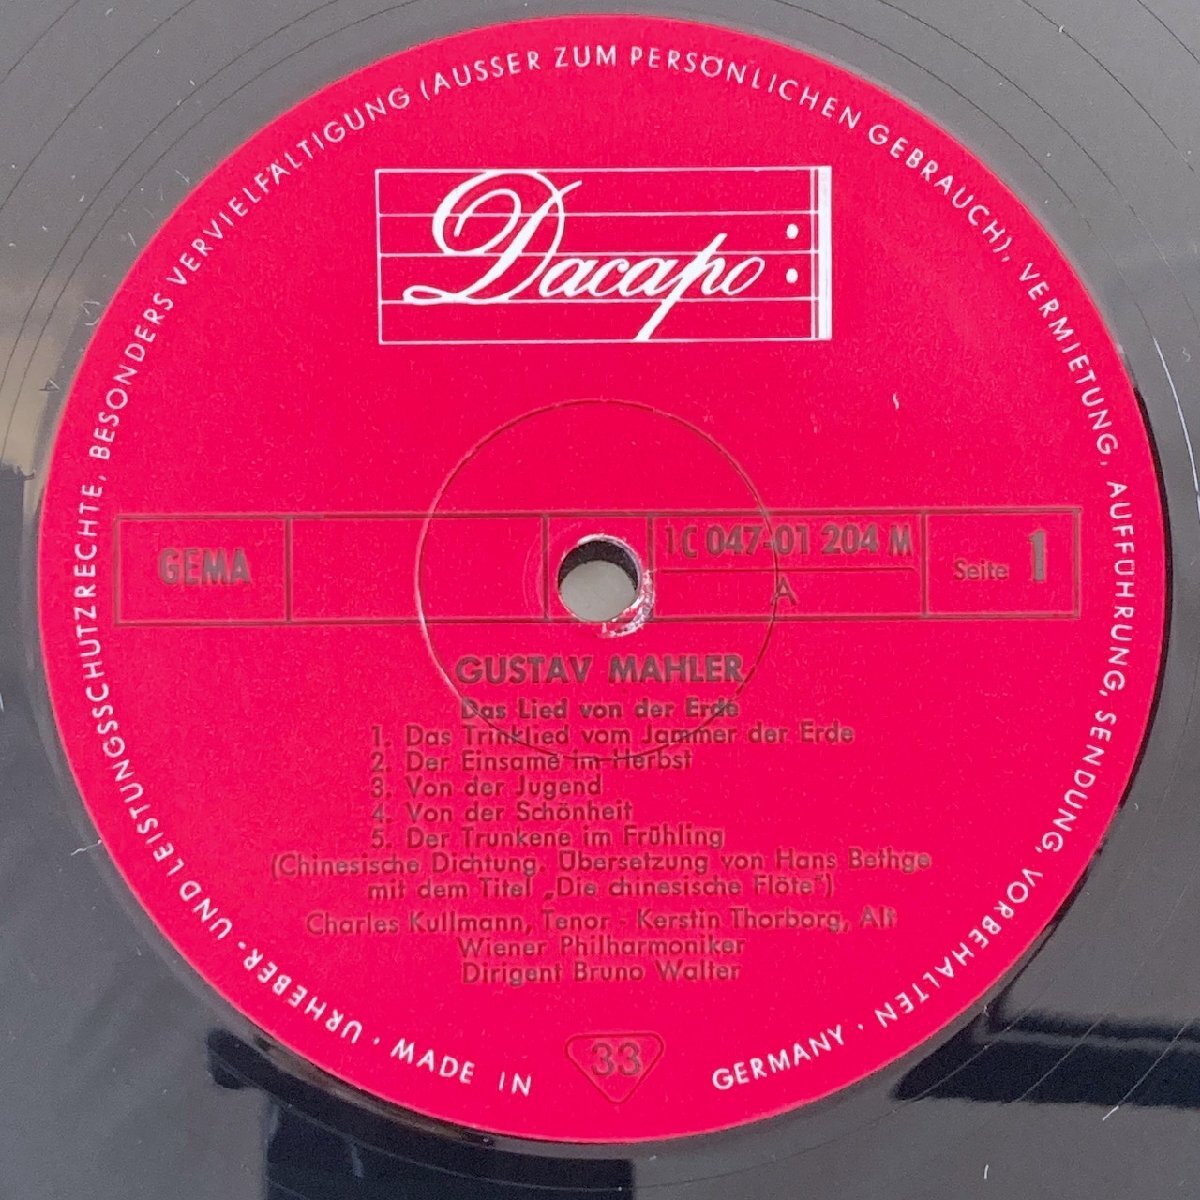 URHEBER- UND LEISTUNGSSCHUTZRECHTE, BESONDERS VERVIELFÄLTIGUNG (AUSSER ZUM PERSÖNLICHEN GEBRAUCH), VERMIETUNG, AUFFÜHRUNG, SENDUNG, VORBEHALTEN ·
Dacapo
GEMA
1C 047-01 204 M
A
Seite 1
GUSTAV MAHLER
Das Lied von der Erde
1. Das Trinklied vom Jammer der Erde
2. Der Einsame im Herbst
3. Von der Jugend
4. Von der Schönheit
5. Der Trunkene im Frühling
(Chinesische Dichtung. Übersetzung von Hans Bethge
mit dem Titel „Die chinesische Flöte“)
Charles Kullmann, Tenor - Kerstin Thorborg, Alt
Wiener Philharmoniker
Dirigent Bruno Walter
33
· MADE IN GERMANY